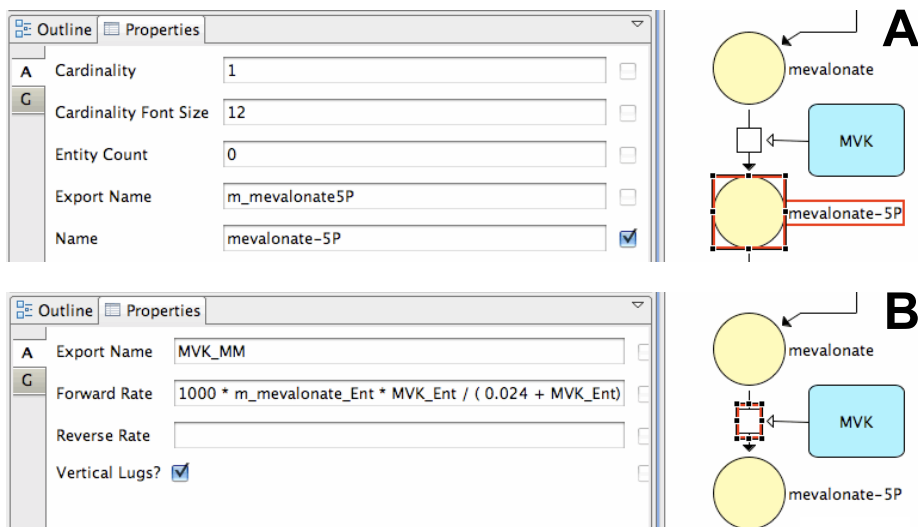 Outline Properties
A
A Cardinality 1
mevalonate
G
Cardinality Font Size 12
Entity Count 0
MVK
Export Name m_mevalonate5P
mevalonate-5P
Name mevalonate-5P
Outline Properties
B
A Export Name MVK_MM
mevalonate
G
Forward Rate 1000 * m_mevalonate_Ent * MVK_Ent / ( 0.024 + MVK_Ent)
Reverse Rate
MVK
Vertical Lugs?
mevalonate-5P